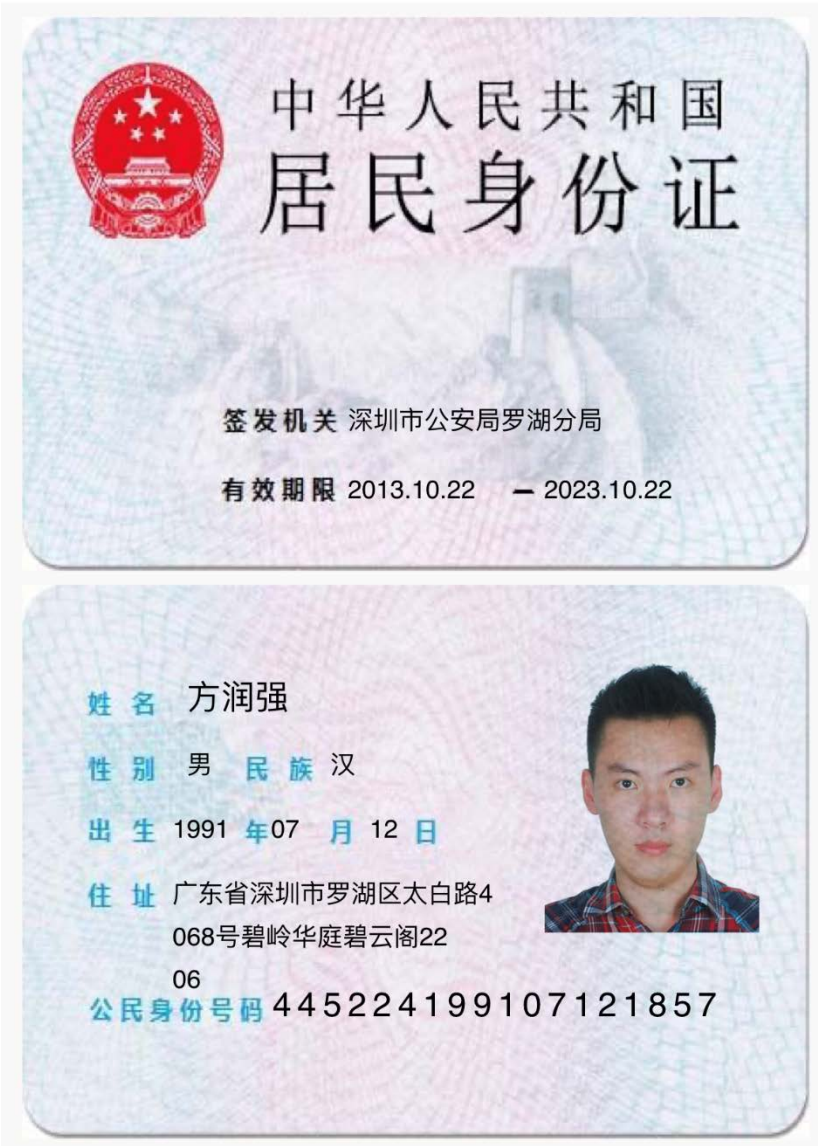 中华人民共和国
居民身份证
签发机关 深圳市公安局罗湖分局
有效期限 2013.10.22 — 2023.10.22
姓名 方润强
性别 男 民族 汉
出生 1991 年07 月 12 日
住址 广东省深圳市罗湖区太白路4
068号碧岭华庭碧云阁22
06
公民身份号码 445224199107121857